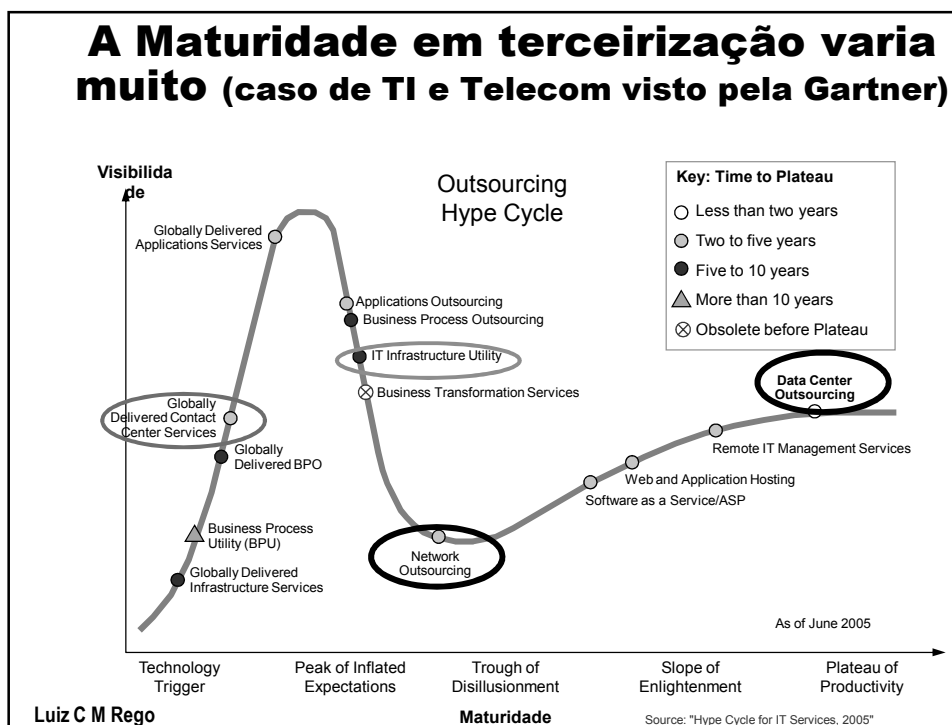 A Maturidade em terceirização varia
muito (caso de TI e Telecom visto pela Gartner)
Visibilida
de
Outsourcing
Hype Cycle
Key: Time to Plateau
Less than two years
Two to five years
Five to 10 years
More than 10 years
Obsolete before Plateau
Globally Delivered
Applications Services
Applications Outsourcing
Business Process Outsourcing
IT Infrastructure Utility
Business Transformation Services
Globally
Delivered Contact
Center Services
Globally
Delivered BPO
Business Process
Utility (BPU)
Globally Delivered
Infrastructure Services
Network
Outsourcing
Data Center
Outsourcing
Remote IT Management Services
Web and Application Hosting
Software as a Service/ASP
As of June 2005
Technology
Trigger
Peak of Inflated
Expectations
Trough of
Disillusionment
Slope of
Enlightenment
Plateau of
Productivity
Luiz C M Rego
Maturidade
Source: "Hype Cycle for IT Services, 2005"